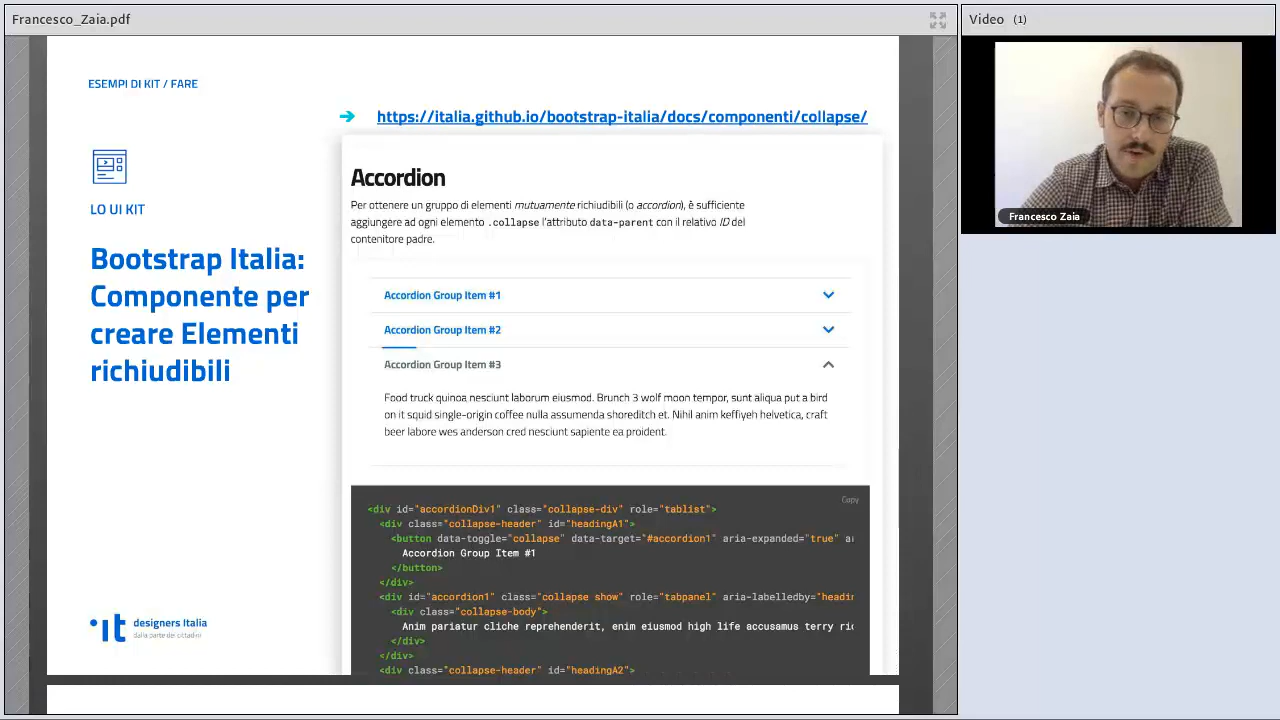 Francesco_Zaia.pdf
Video (1)
ESEMPI DI KIT / FARE
https://italia.github.io/bootstrap-italia/docs/componenti/collapse/
LO UI KIT
Bootstrap Italia:
Componente per
creare Elementi
richiudibili
Accordion
Per ottenere un gruppo di elementi mutuamente richiudibili (o accordion), è sufficiente
aggiungere ad ogni elemento .collapse l'attributo data-parent con il relativo ID del
contenitore padre.
Accordion Group Item #1
Accordion Group Item #2
Accordion Group Item #3
Food truck quinoa nesciunt laborum eiusmod. Brunch 3 wolf moon tempor, sunt aliqua put a bird
on it squid single-origin coffee nulla assumenda shoreditch et. Nihil anim keffiyeh helvetica, craft
beer labore wes anderson cred nesciunt sapiente ea proident.
Copy
<div id="accordionDiv1" class="collapse-div" role="tablist">
<div class="collapse-header" id="headingA1">
<button data-toggle="collapse" data-target="#accordion1" aria-expanded="true" ar
Accordion Group Item #1
</button>
</div>
<div id="accordion1" class="collapse show" role="tabpanel" aria-labelledby="headin
<div class="collapse-body">
Anim pariatur cliche reprehenderit, enim eiusmod high life accusamus terry ric
</div>
</div>
<div class="collapse-header" id="headingA2">
designers Italia
dalla parte dei cittadini
Francesco Zaia